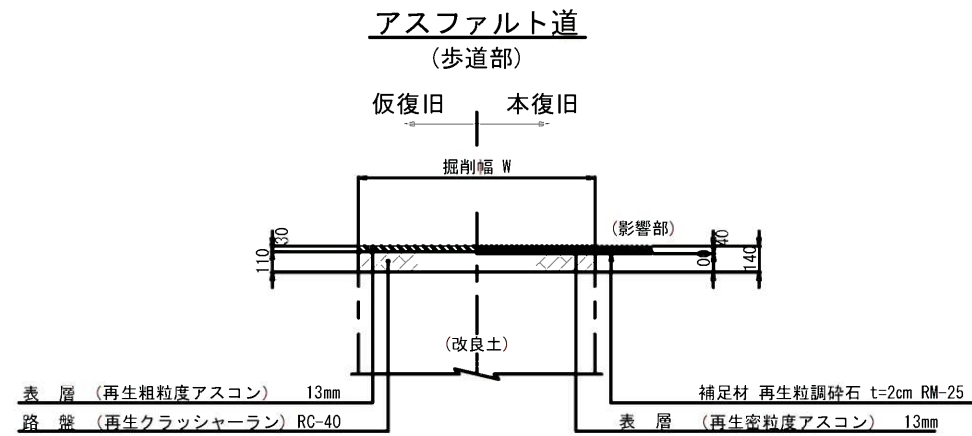 アスファルト道
(歩道部)
仮復旧 本復旧
掘削幅 W
(影響部)
30
110
40
140
(改良土)
表 層 (再生粗粒度アスコン) 13mm
路 盤 (再生クラッシャーラン) RC-40
補足材 再生粒調砕石 t=2cm RM-25
表 層 (再生密粒度アスコン) 13mm